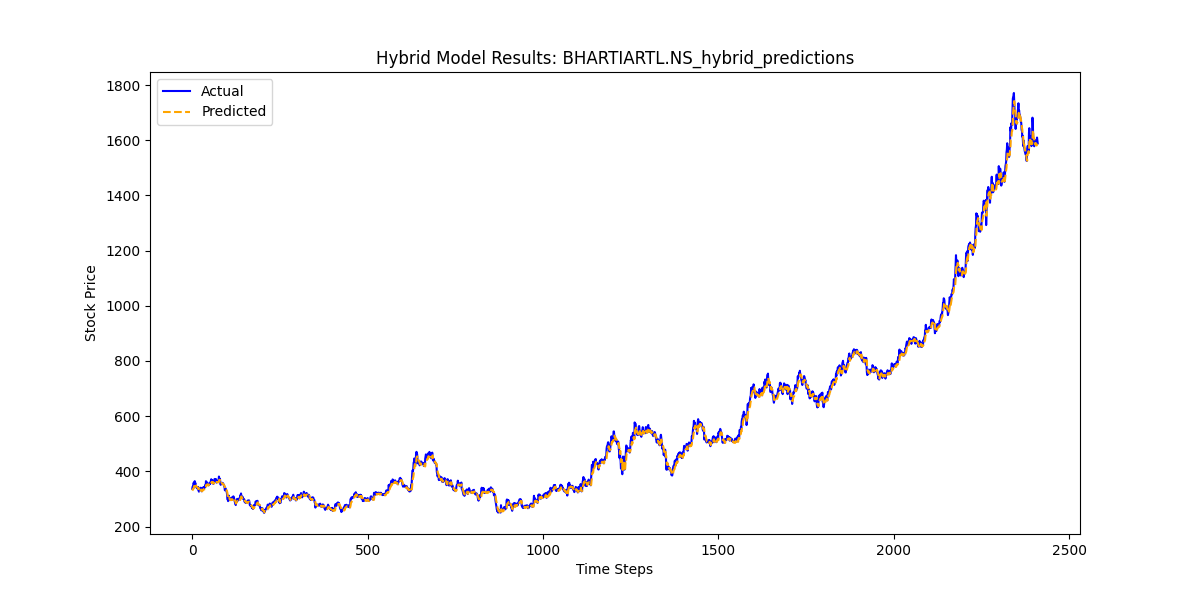 Hybrid Model Results: BHARTIARTL.NS_hybrid_predictions
Actual
Predicted
Stock Price
1800
1600
1400
1200
1000
800
600
400
200
0 500 1000 1500 2000 2500
Time Steps